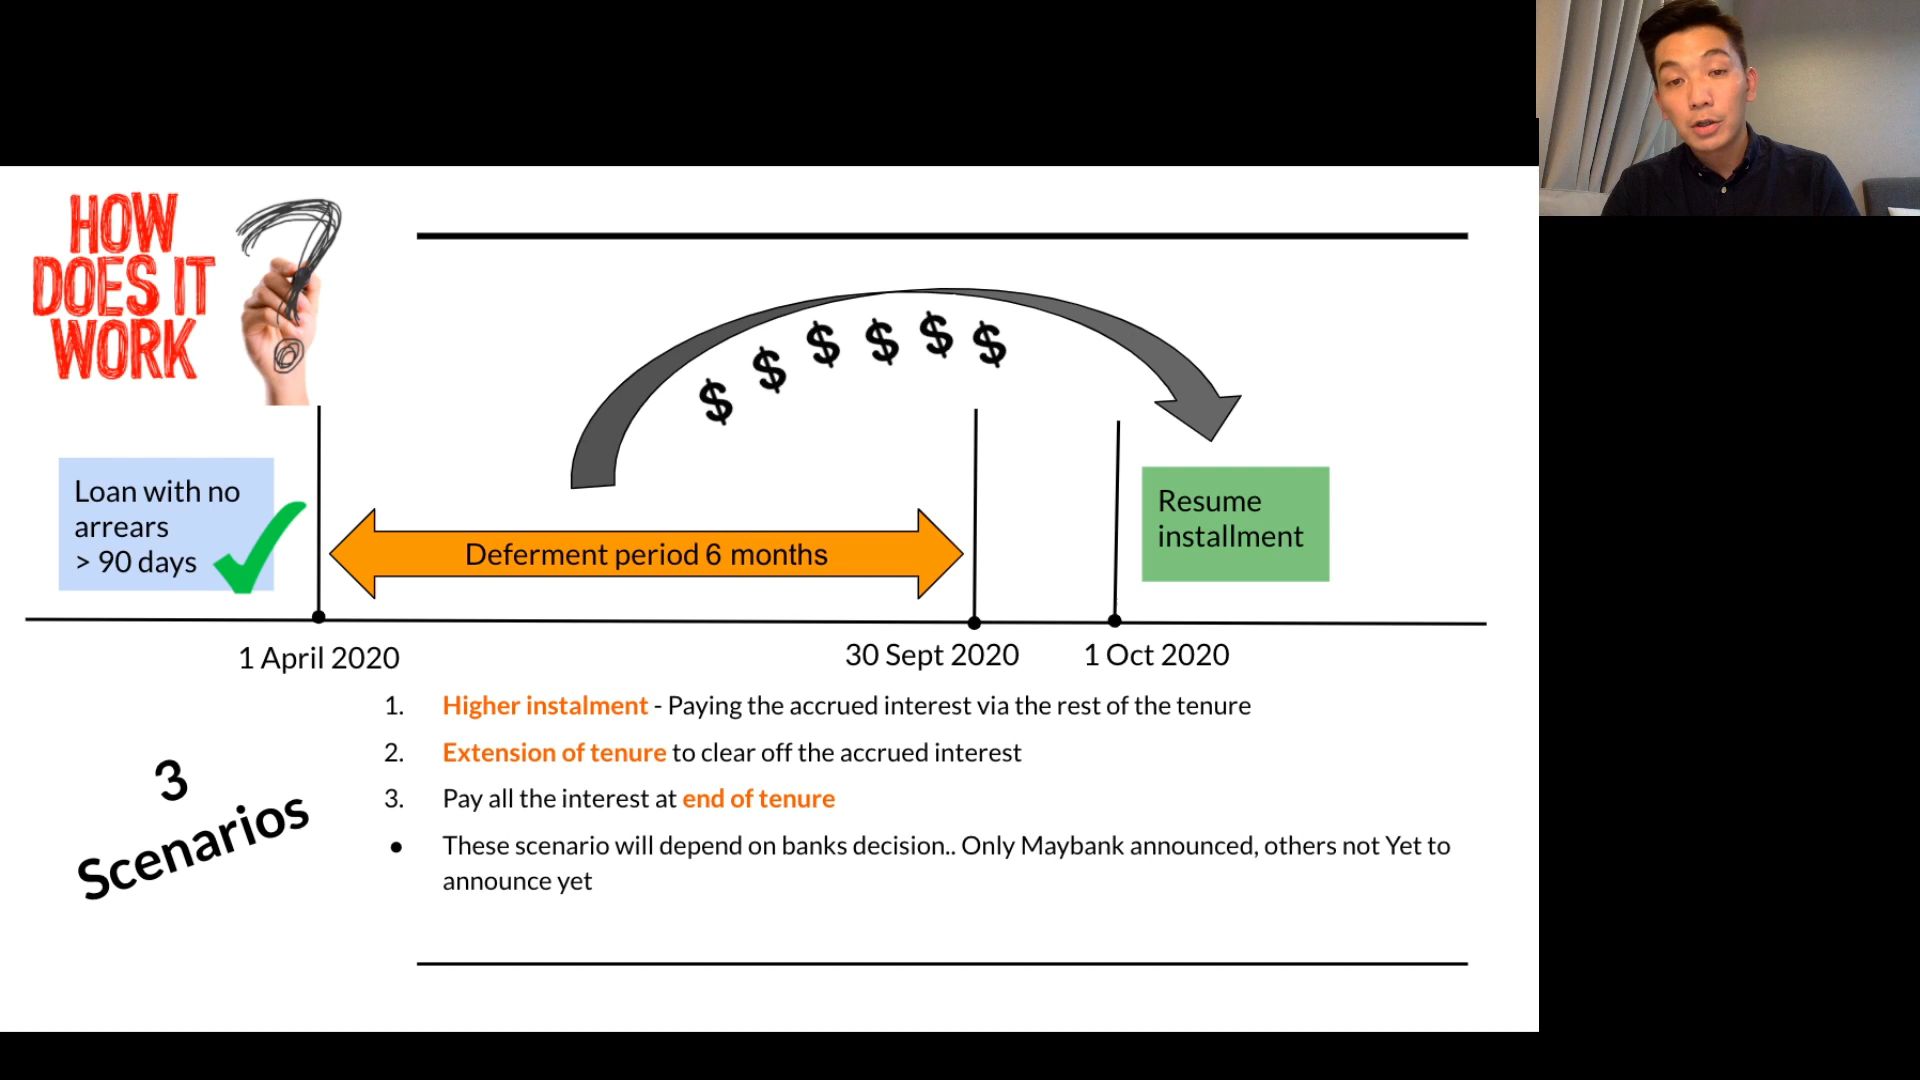 HOW
DOES IT
WORK
?
$ $ $ $ $ $
Loan with no
arrears
> 90 days
Deferment period 6 months
Resume
installment
1 April 2020
30 Sept 2020
1 Oct 2020
3
Scenarios
1. Higher instalment - Paying the accrued interest via the rest of the tenure
2. Extension of tenure to clear off the accrued interest
3. Pay all the interest at end of tenure
● These scenario will depend on banks decision.. Only Maybank announced, others not Yet to
announce yet